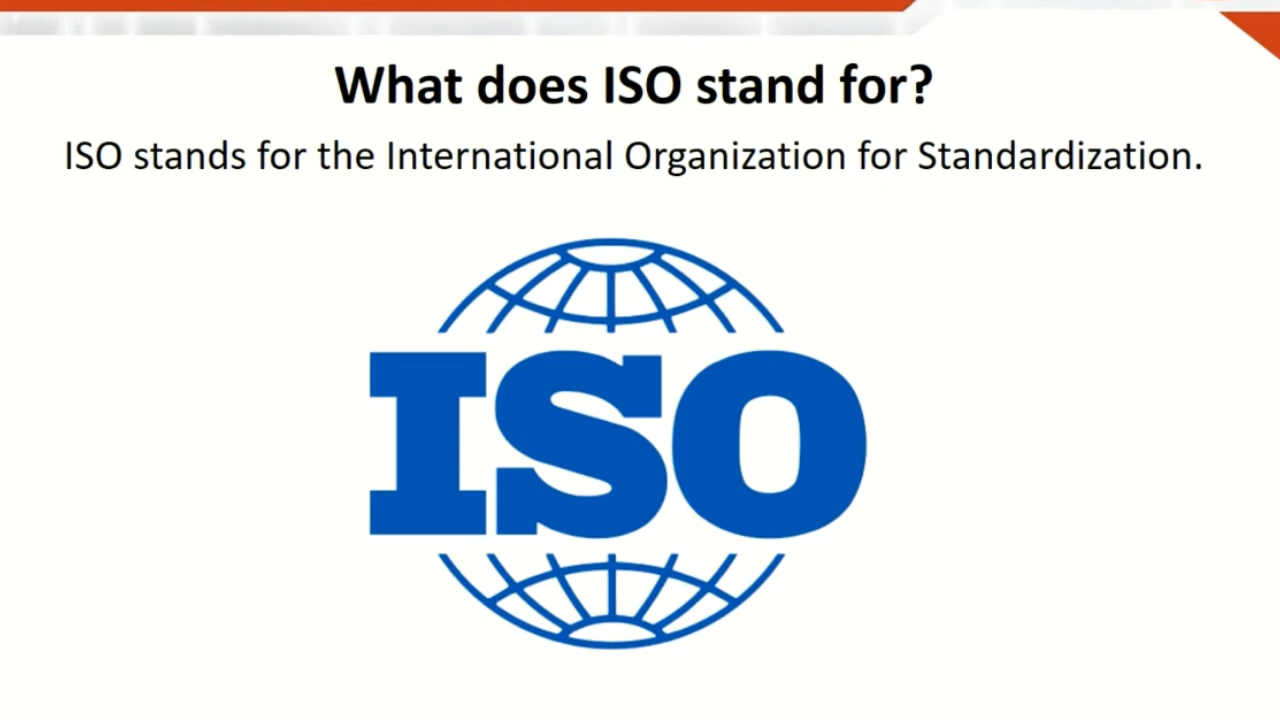 What does ISO stand for?
ISO stands for the International Organization for Standardization.
ISO